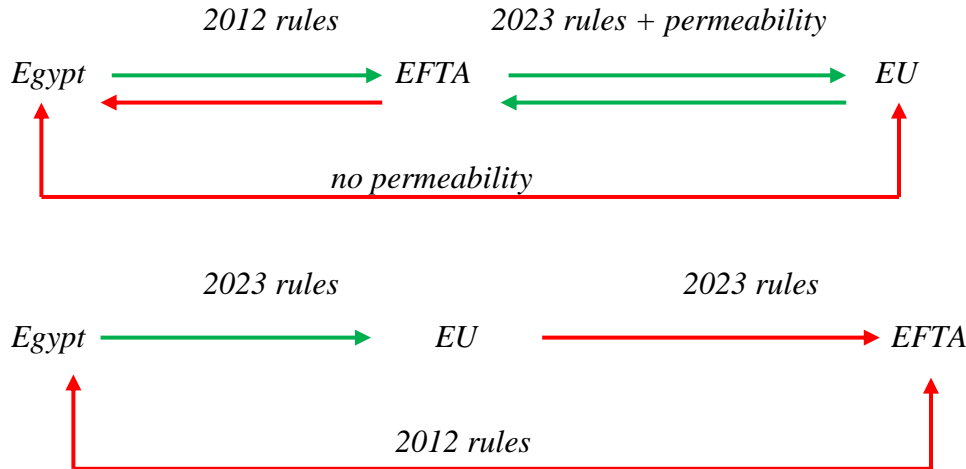 2012 rules 2023 rules + permeability
Egypt EFTA EU
no permeability
2023 rules 2023 rules
Egypt EU EFTA
2012 rules